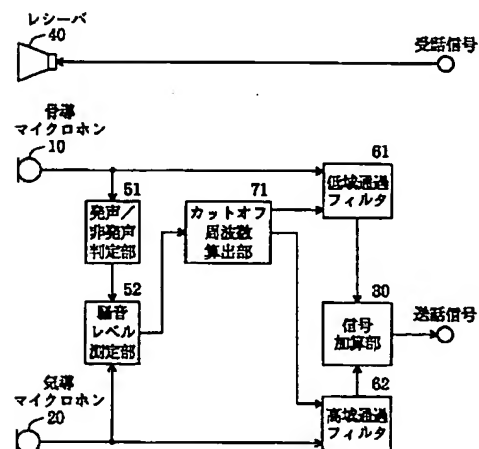 レシーバ
40
受話信号
骨導
マイクロホン
10
51
発声/
非発声
判定部
71
カットオフ
周波数
算出部
61
低域通過
フィルタ
52
騒音
レベル
測定部
30
信号
加算部
送話信号
気導
マイクロホン
20
62
高域通過
フィルタ